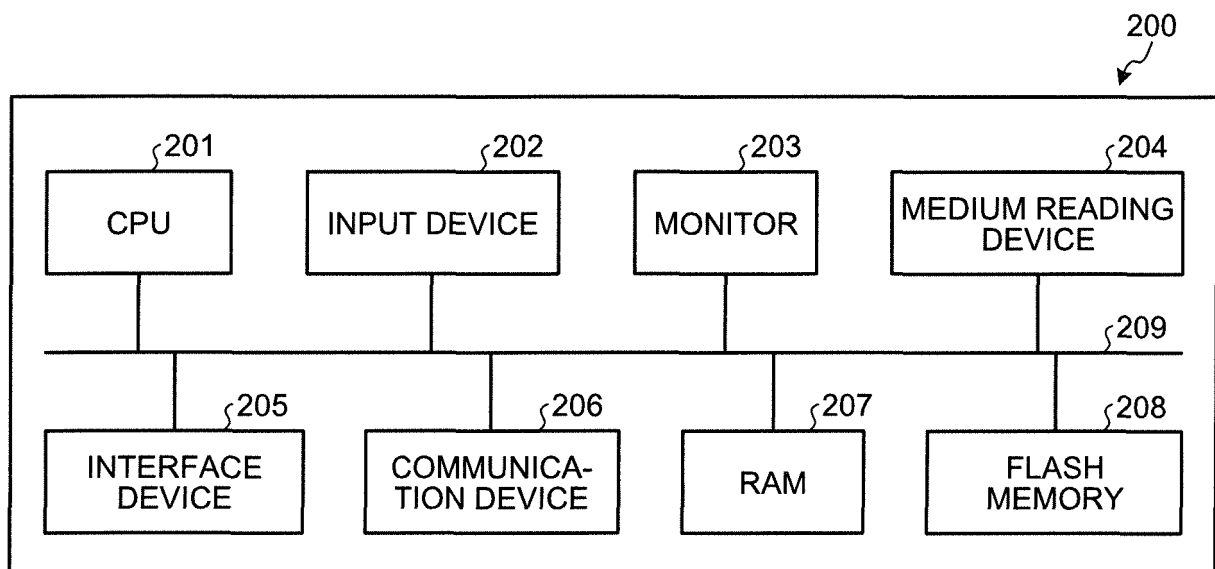 200
201
202
203
204
CPU
INPUT DEVICE
MONITOR
MEDIUM READING
DEVICE
209
205
206
207
208
INTERFACE
DEVICE
COMMUNICA-
TION DEVICE
RAM
FLASH
MEMORY